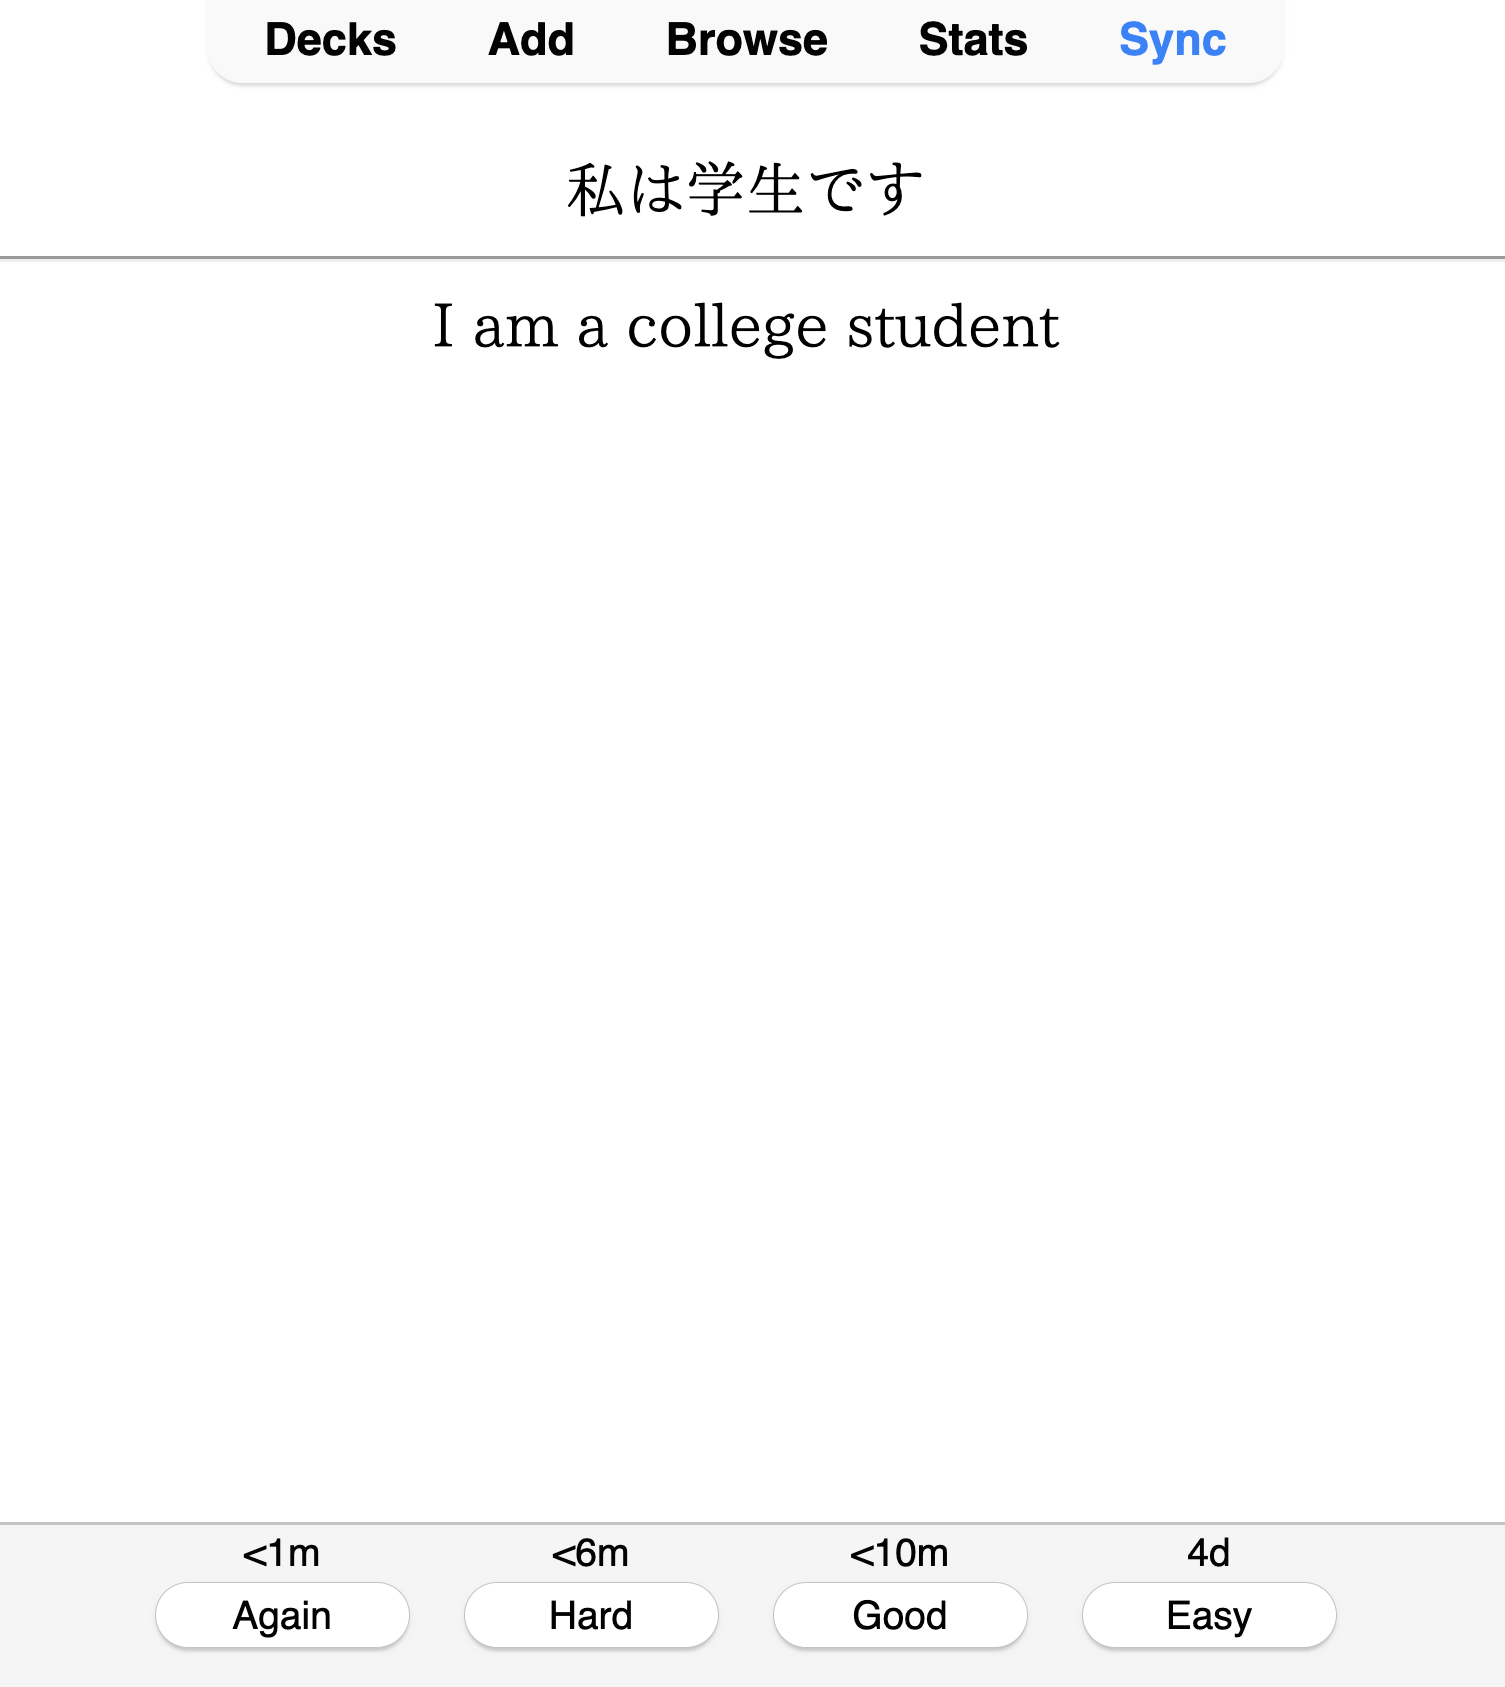 Decks Add Browse Stats Sync
私は学生です
I am a college student
<1m <6m <10m 4d
Again Hard Good Easy